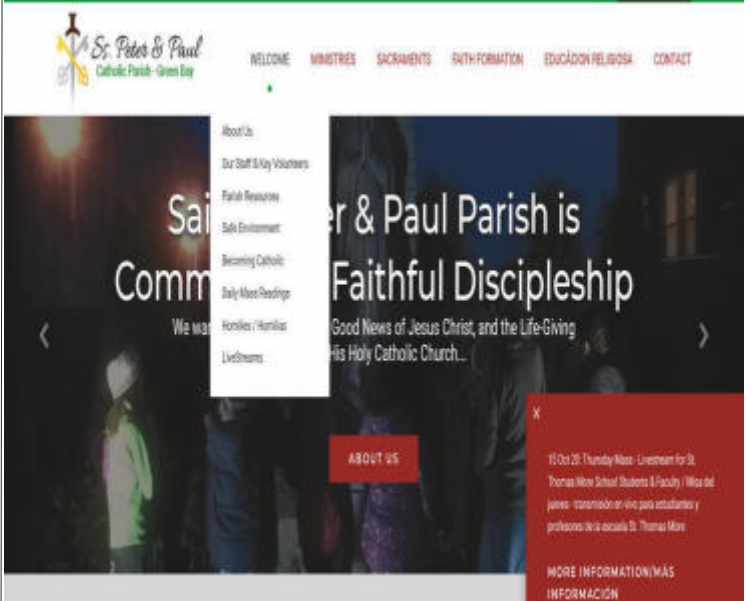 SS. Peter & Paul
Catholic Parish - Green Bay
WELCOME MINISTRIES SACRAMENTS FAITH FORMATION EDUCACION RELIGIOSA CONTACT
About Us
Our Staff & Key Volunteers
Parish Resources
Safe Environment
Becoming Catholic
Daily Mass Readings
Homilies / Homilías
LiveStreams
Sai r & Paul Parish is
Comm Faithful Discipleship
We wan Good News of Jesus Christ, and the Life-Giving
His Holy Catholic Church...
ABOUT US
X
15 Oct 20: Thursday Mass - Livestream for St.
Thomas More School Students & Faculty / Misa del
jueves - transmisión en vivo para estudiantes y
profesores de la escuela St. Thomas More
MORE INFORMATION/MÁS
INFORMACIÓN